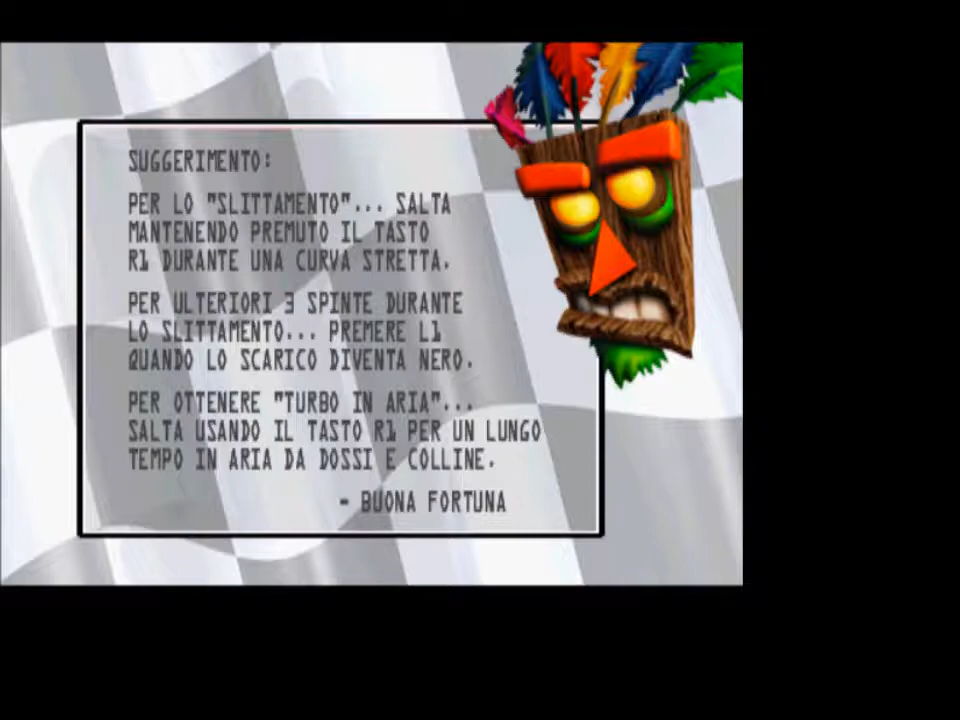 SUGGERIMENTO:
PER LO "SLITTAMENTO"... SALTA
MANTENENDO PREMUTO IL TASTO
R1 DURANTE UNA CURVA STRETTA.
PER ULTERIORI 3 SPINTE DURANTE
LO SLITTAMENTO... PREMERE L1
QUANDO LO SCARICO DIVENTA NERO.
PER OTTENERE "TURBO IN ARIA"...
SALTA USANDO IL TASTO R1 PER UN LUNGO
TEMPO IN ARIA DA DOSSI E COLLINE.
- BUONA FORTUNA